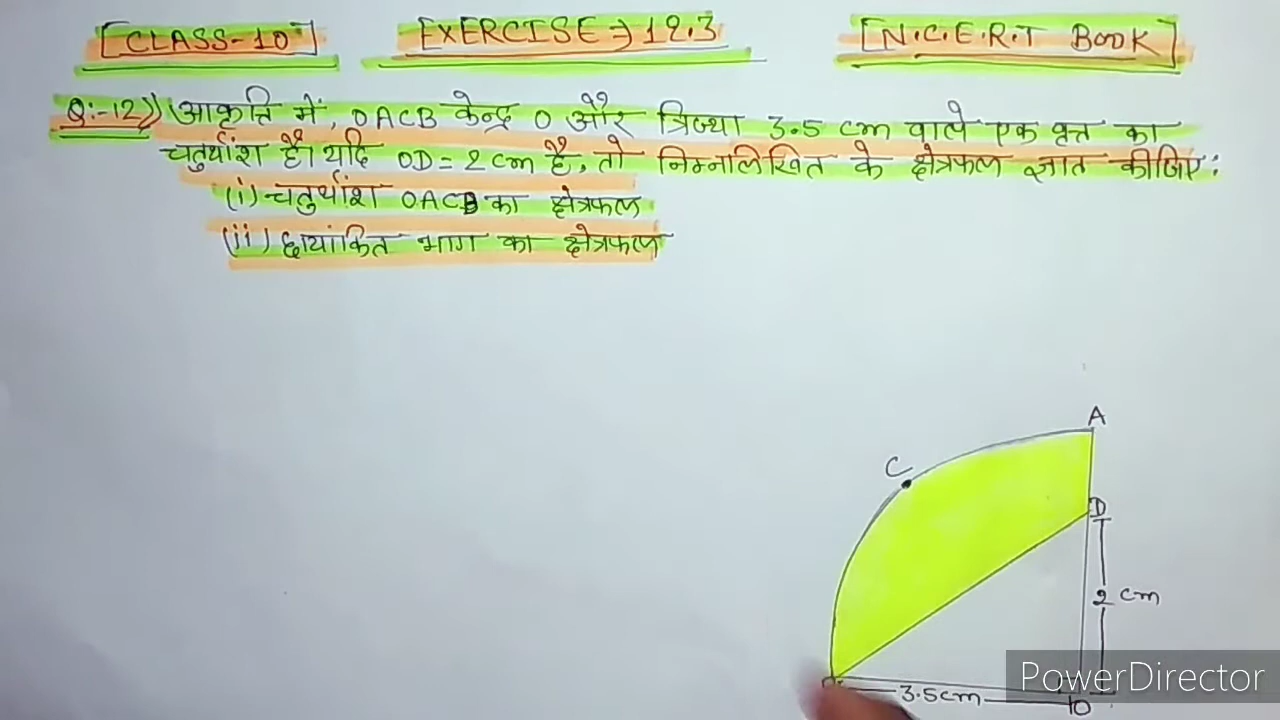 [CLASS-10] EXERCISE⇒12.3 [N.C.E.R.T BOOK]
Q:-12) आकृति में, OACB केन्द्र O और त्रिज्या 3.5 cm वाले एक वृत्त का
चतुर्थांश है। यदि OD = 2 cm है, तो निम्नलिखित के क्षेत्रफल ज्ञात कीजिए:
(i) चतुर्थांश OACB का क्षेत्रफल
(ii) छायांकित भाग का क्षेत्रफल
A
C
D
2 cm
3.5cm
O
PowerDirector